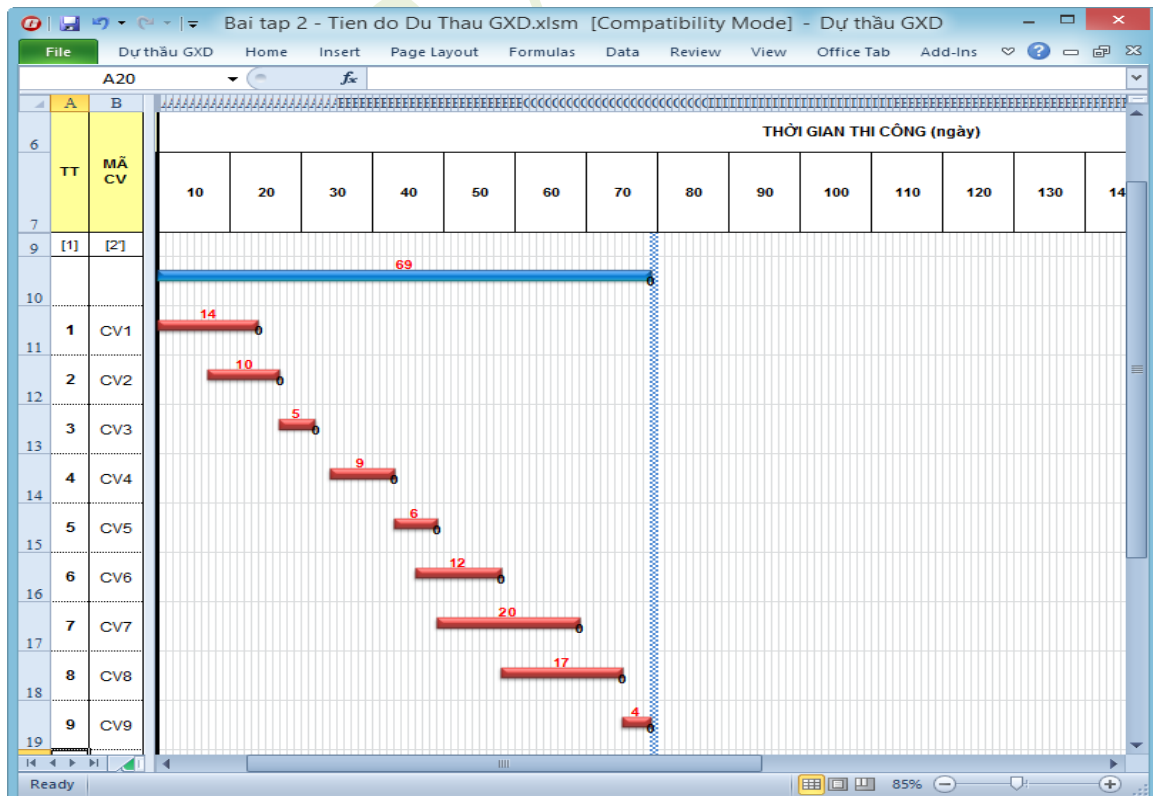 Bai tap 2 - Tien do Du Thau GXD.xlsm [Compatibility Mode] - Dự thầu GXD
File Dự thầu GXD Home Insert Page Layout Formulas Data Review View Office Tab Add-Ins
A20 fx
A B
6 THỜI GIAN THI CÔNG (ngày)
TT MÃ CV
7 10 20 30 40 50 60 70 80 90 100 110 120 130 14
9 [1] [2']
69
0
10
14
1 CV1 0
11
10
2 CV2 0
12
5
3 CV3 0
13
9
4 CV4 0
14
6
5 CV5 0
15
12
6 CV6 0
16
20
7 CV7 0
17
17
8 CV8 0
18
4
9 CV9 0
19
Ready 85%